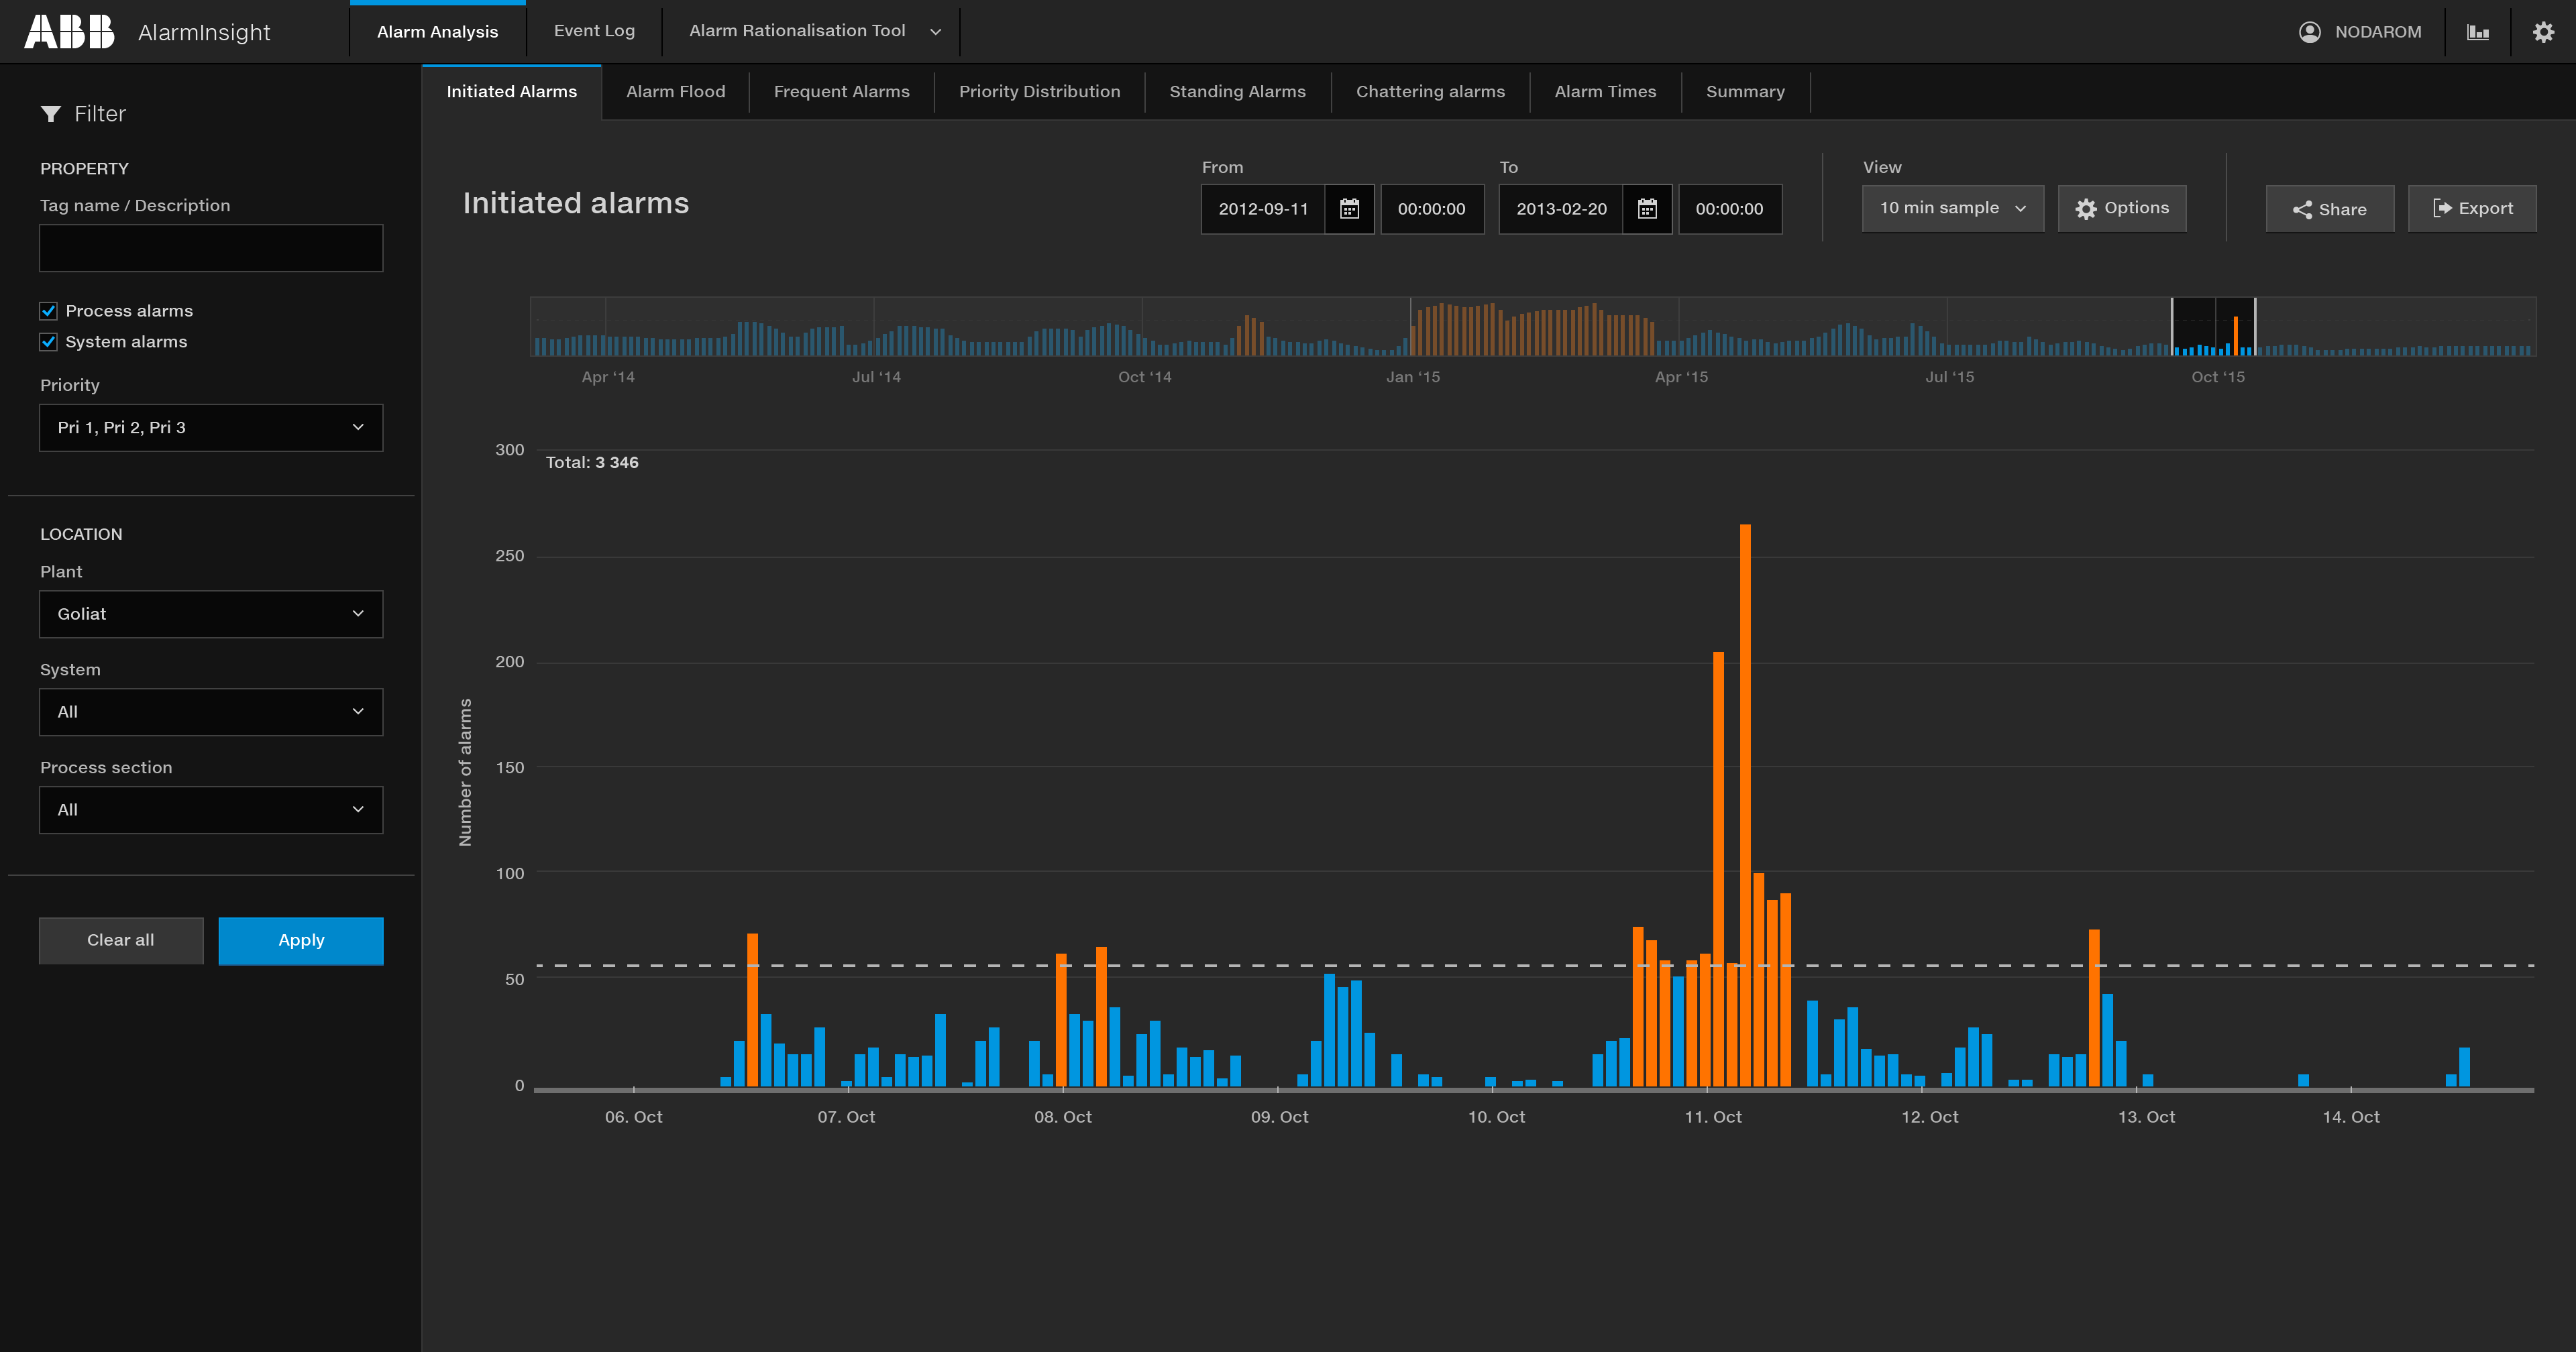 ABB AlarmInsight
Alarm Analysis
Event Log
Alarm Rationalisation Tool
NODAROM
Filter
PROPERTY
Tag name / Description
Process alarms
System alarms
Priority
Pri 1, Pri 2, Pri 3
LOCATION
Plant
Goliat
System
All
Process section
All
Clear all
Apply
Initiated Alarms
Alarm Flood
Frequent Alarms
Priority Distribution
Standing Alarms
Chattering alarms
Alarm Times
Summary
Initiated alarms
From
2012-09-11
00:00:00
To
2013-02-20
00:00:00
View
10 min sample
Options
Share
Export
Apr ‘14
Jul ‘14
Oct ‘14
Jan ‘15
Apr ‘15
Jul ‘15
Oct ‘15
Total: 3 346
Number of alarms
300
250
200
150
100
50
0
06. Oct
07. Oct
08. Oct
09. Oct
10. Oct
11. Oct
12. Oct
13. Oct
14. Oct